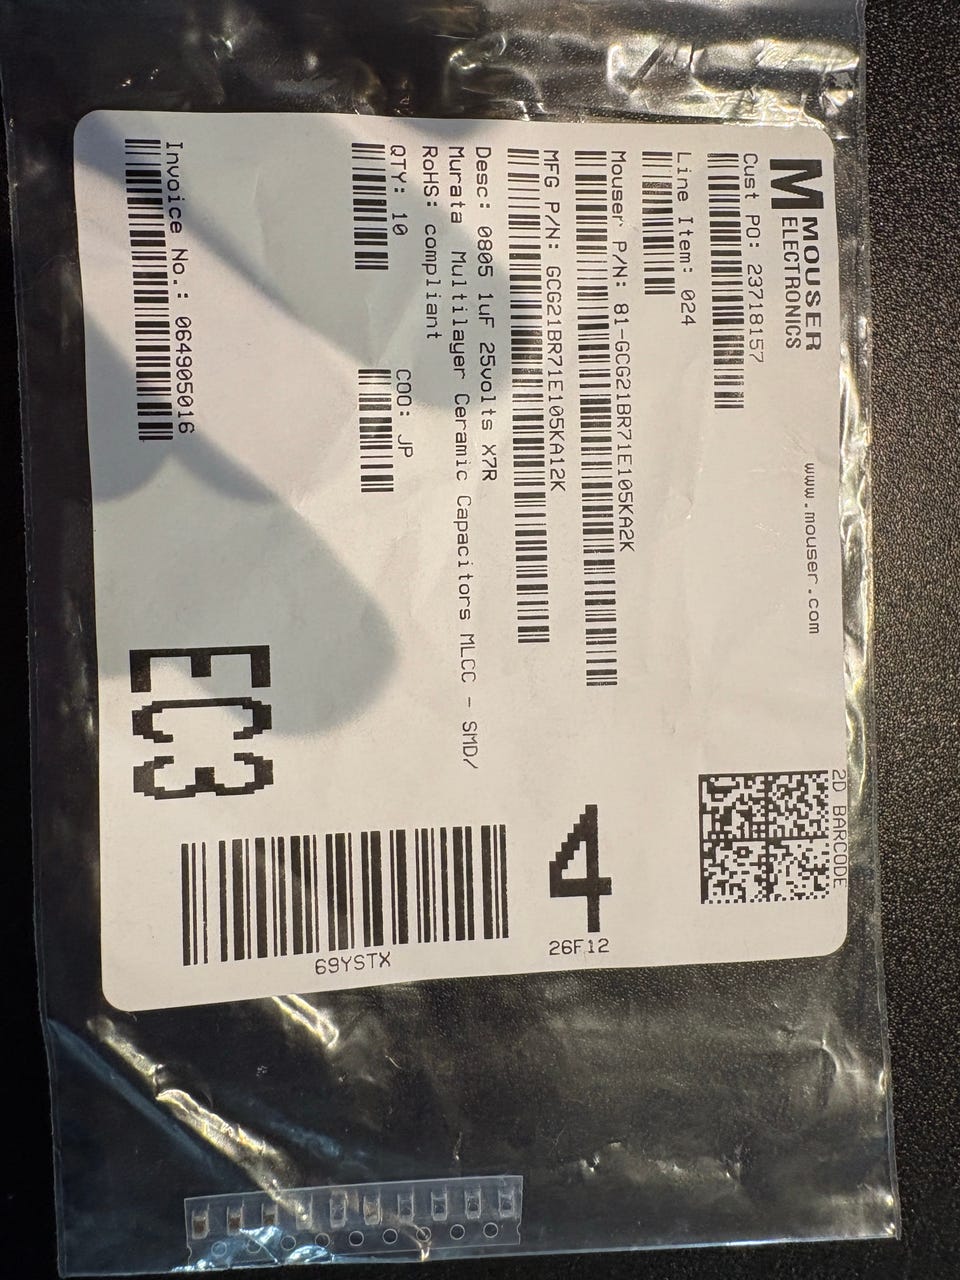 MOUSER
ELECTRONICS
www.mouser.com
2D BARCODE
Cust PO: 23718157
Line Item: 024
Mouser P/N: 81-GCG21BR71E105KA2K
MFG P/N: GCG21BR71E105KA12K
Desc: 0805 1uF 25volts X7R
Murata Multilayer Ceramic Capacitors MLCC - SMD/
RoHS: compliant
QTY: 10
COO: JP
Invoice No.: 064905016
4
26F12
EC3
69YSTX